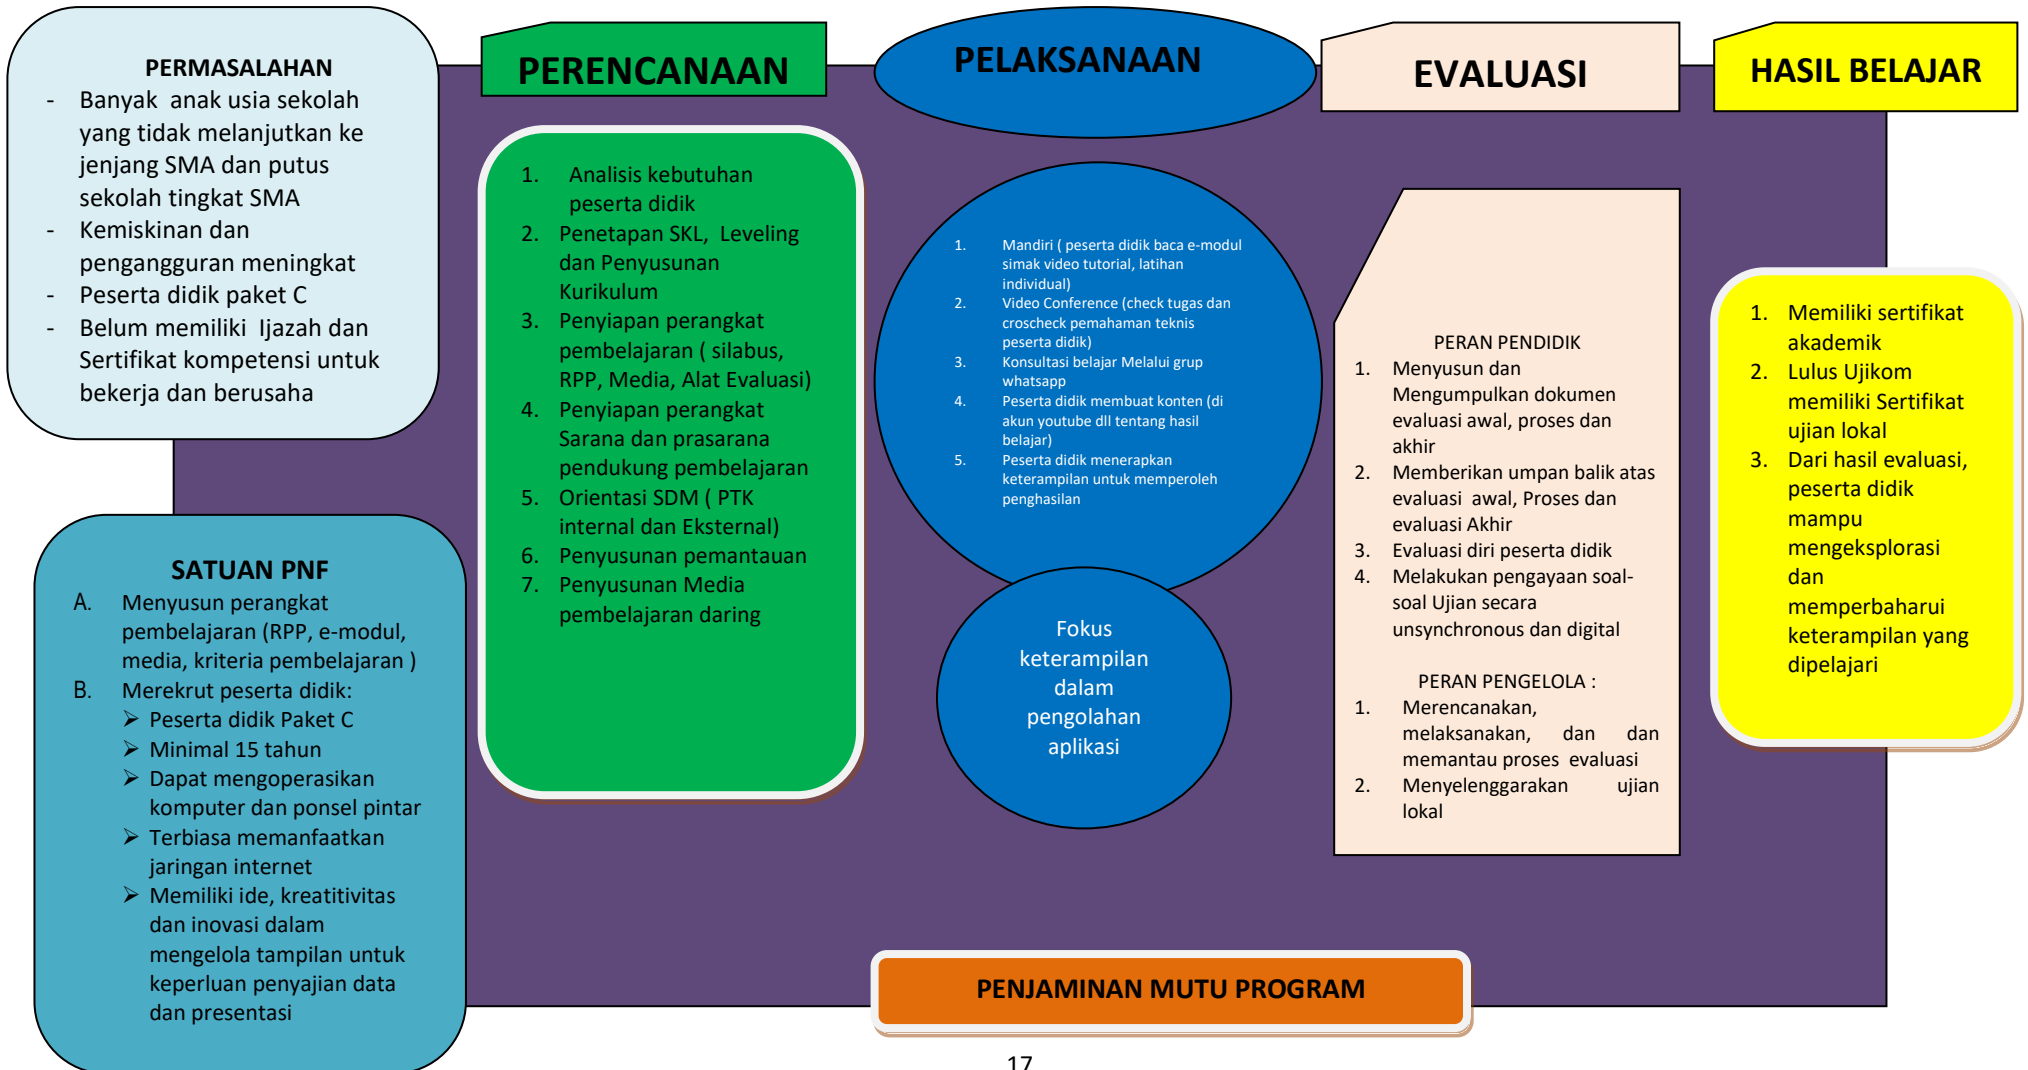 PERMASALAHAN
- Banyak anak usia sekolah
yang tidak melanjutkan ke
jenjang SMA dan putus
sekolah tingkat SMA
- Kemiskinan dan
pengangguran meningkat
- Peserta didik paket C
- Belum memiliki Ijazah dan
Sertifikat kompetensi untuk
bekerja dan berusaha
SATUAN PNF
A. Menyusun perangkat
pembelajaran (RPP, e-modul,
media, kriteria pembelajaran )
B. Merekrut peserta didik:
➢ Peserta didik Paket C
➢ Minimal 15 tahun
➢ Dapat mengoperasikan
komputer dan ponsel pintar
➢ Terbiasa memanfaatkan
jaringan internet
➢ Memiliki ide, kreatitivitas
dan inovasi dalam
mengelola tampilan untuk
keperluan penyajian data
dan presentasi
PERENCANAAN
1. Analisis kebutuhan
peserta didik
2. Penetapan SKL, Leveling
dan Penyusunan
Kurikulum
3. Penyiapan perangkat
pembelajaran ( silabus,
RPP, Media, Alat Evaluasi)
4. Penyiapan perangkat
Sarana dan prasarana
pendukung pembelajaran
5. Orientasi SDM ( PTK
internal dan Eksternal)
6. Penyusunan pemantauan
7. Penyusunan Media
pembelajaran daring
PELAKSANAAN
1. Mandiri ( peserta didik baca e-modul
simak video tutorial, latihan
individual)
2. Video Conference (check tugas dan
croscheck pemahaman teknis
peserta didik)
3. Konsultasi belajar Melalui grup
whatsapp
4. Peserta didik membuat konten (di
akun youtube dll tentang hasil
belajar)
5. Peserta didik menerapkan
keterampilan untuk memperoleh
penghasilan
Fokus
keterampilan
dalam
pengolahan
aplikasi
EVALUASI
PERAN PENDIDIK
1. Menyusun dan
Mengumpulkan dokumen
evaluasi awal, proses dan
akhir
2. Memberikan umpan balik atas
evaluasi awal, Proses dan
evaluasi Akhir
3. Evaluasi diri peserta didik
4. Melakukan pengayaan soal-
soal Ujian secara
unsynchronous dan digital
PERAN PENGELOLA :
1. Merencanakan,
melaksanakan, dan dan
memantau proses evaluasi
2. Menyelenggarakan ujian
lokal
HASIL BELAJAR
1. Memiliki sertifikat
akademik
2. Lulus Ujikom
memiliki Sertifikat
ujian lokal
3. Dari hasil evaluasi,
peserta didik
mampu
mengeksplorasi
dan
memperbaharui
keterampilan yang
dipelajari
PENJAMINAN MUTU PROGRAM
17